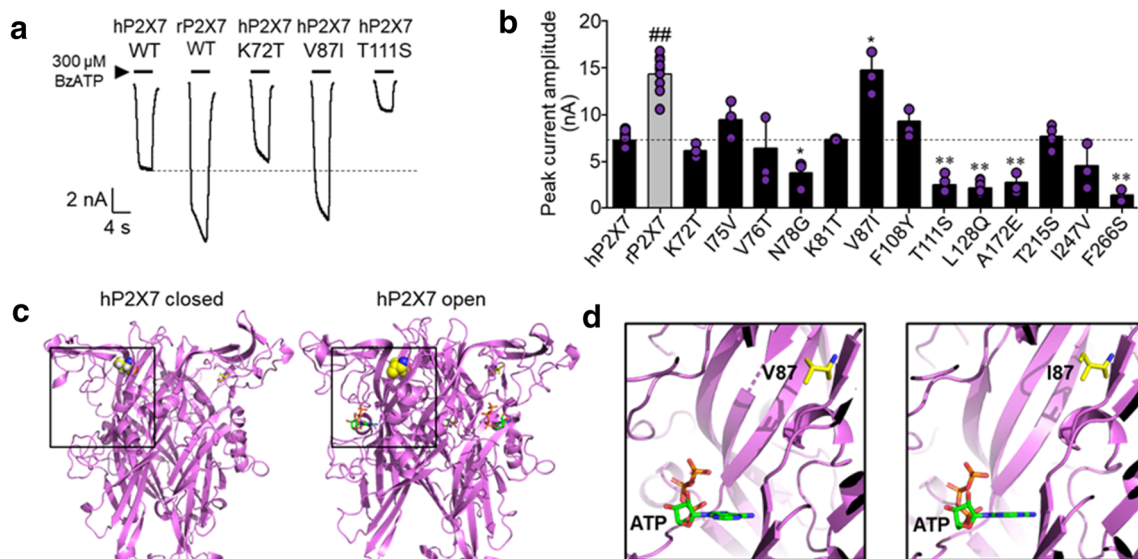 a
hP2X7 rP2X7 hP2X7 hP2X7 hP2X7
WT WT K72T V87I T111S
300 µM
BzATP
2 nA
4 s
b
Peak current amplitude
(nA)
20
15
10
5
0
##
*
*
**
**
**
**
hP2X7
rP2X7
K72T
I75V
V76T
N78G
K81T
V87I
F108Y
T111S
L128Q
A172E
T215S
I247V
F266S
c
hP2X7 closed
hP2X7 open
d
V87
ATP
I87
ATP